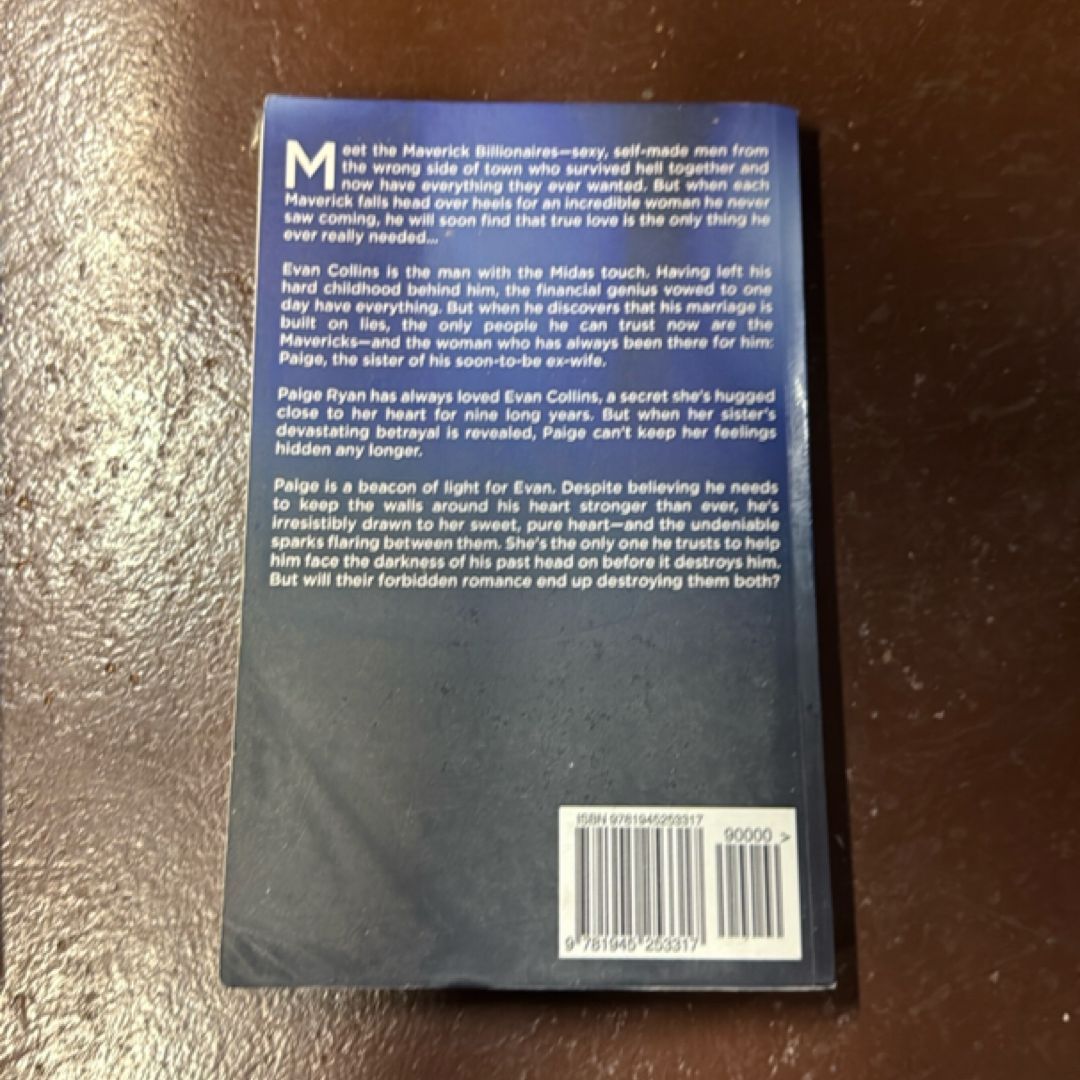 Meet the Maverick Billionaires—sexy, self-made men from
the wrong side of town who survived hell together and
now have everything they ever wanted. But when each
Maverick falls head over heels for an incredible woman he never
saw coming, he will soon find that true love is the only thing he
ever really needed...
Evan Collins is the man with the Midas touch. Having left his
hard childhood behind him, the financial genius vowed to one
day have everything. But when he discovers that his marriage is
built on lies, the only people he can trust now are the
Mavericks—and the woman who has always been there for him:
Paige, the sister of his soon-to-be ex-wife.
Paige Ryan has always loved Evan Collins, a secret she's hugged
close to her heart for nine long years. But when her sister's
devastating betrayal is revealed, Paige can't keep her feelings
hidden any longer.
Paige is a beacon of light for Evan. Despite believing he needs
to keep the walls around his heart stronger than ever, he's
irresistibly drawn to her sweet, pure heart—and the undeniable
sparks flaring between them. She's the only one he trusts to help
him face the darkness of his past head on before it destroys him.
But will their forbidden romance end up destroying them both?
ISBN 9781945253317
90000 >
9 781945 253317